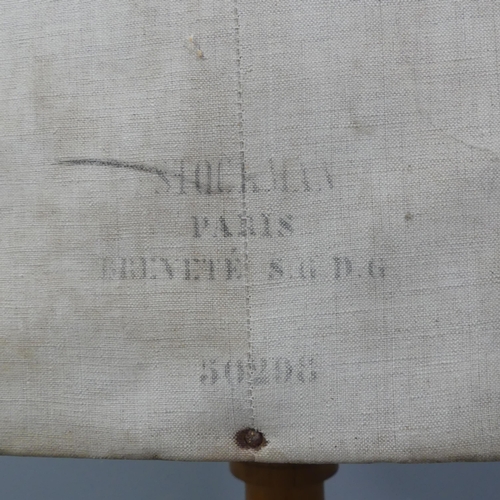 STOCKMAN
PARIS
BREVETÉ S.G.D.G
50298